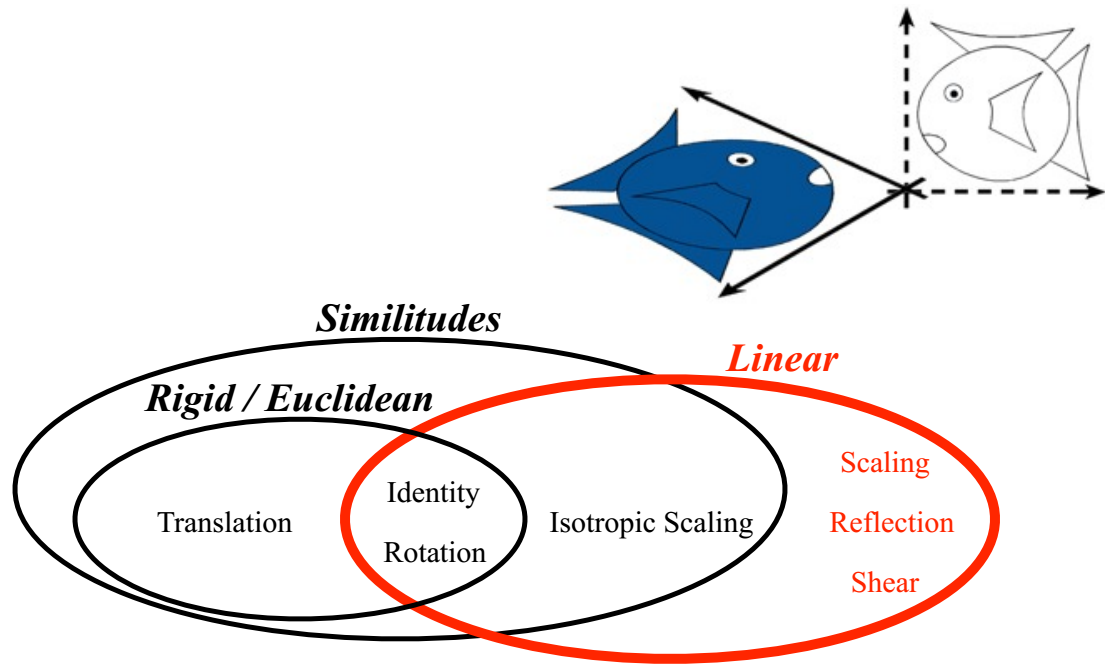 Similitudes
Linear
Rigid / Euclidean
Scaling
Identity
Translation
Isotropic Scaling
Reflection
Rotation
Shear